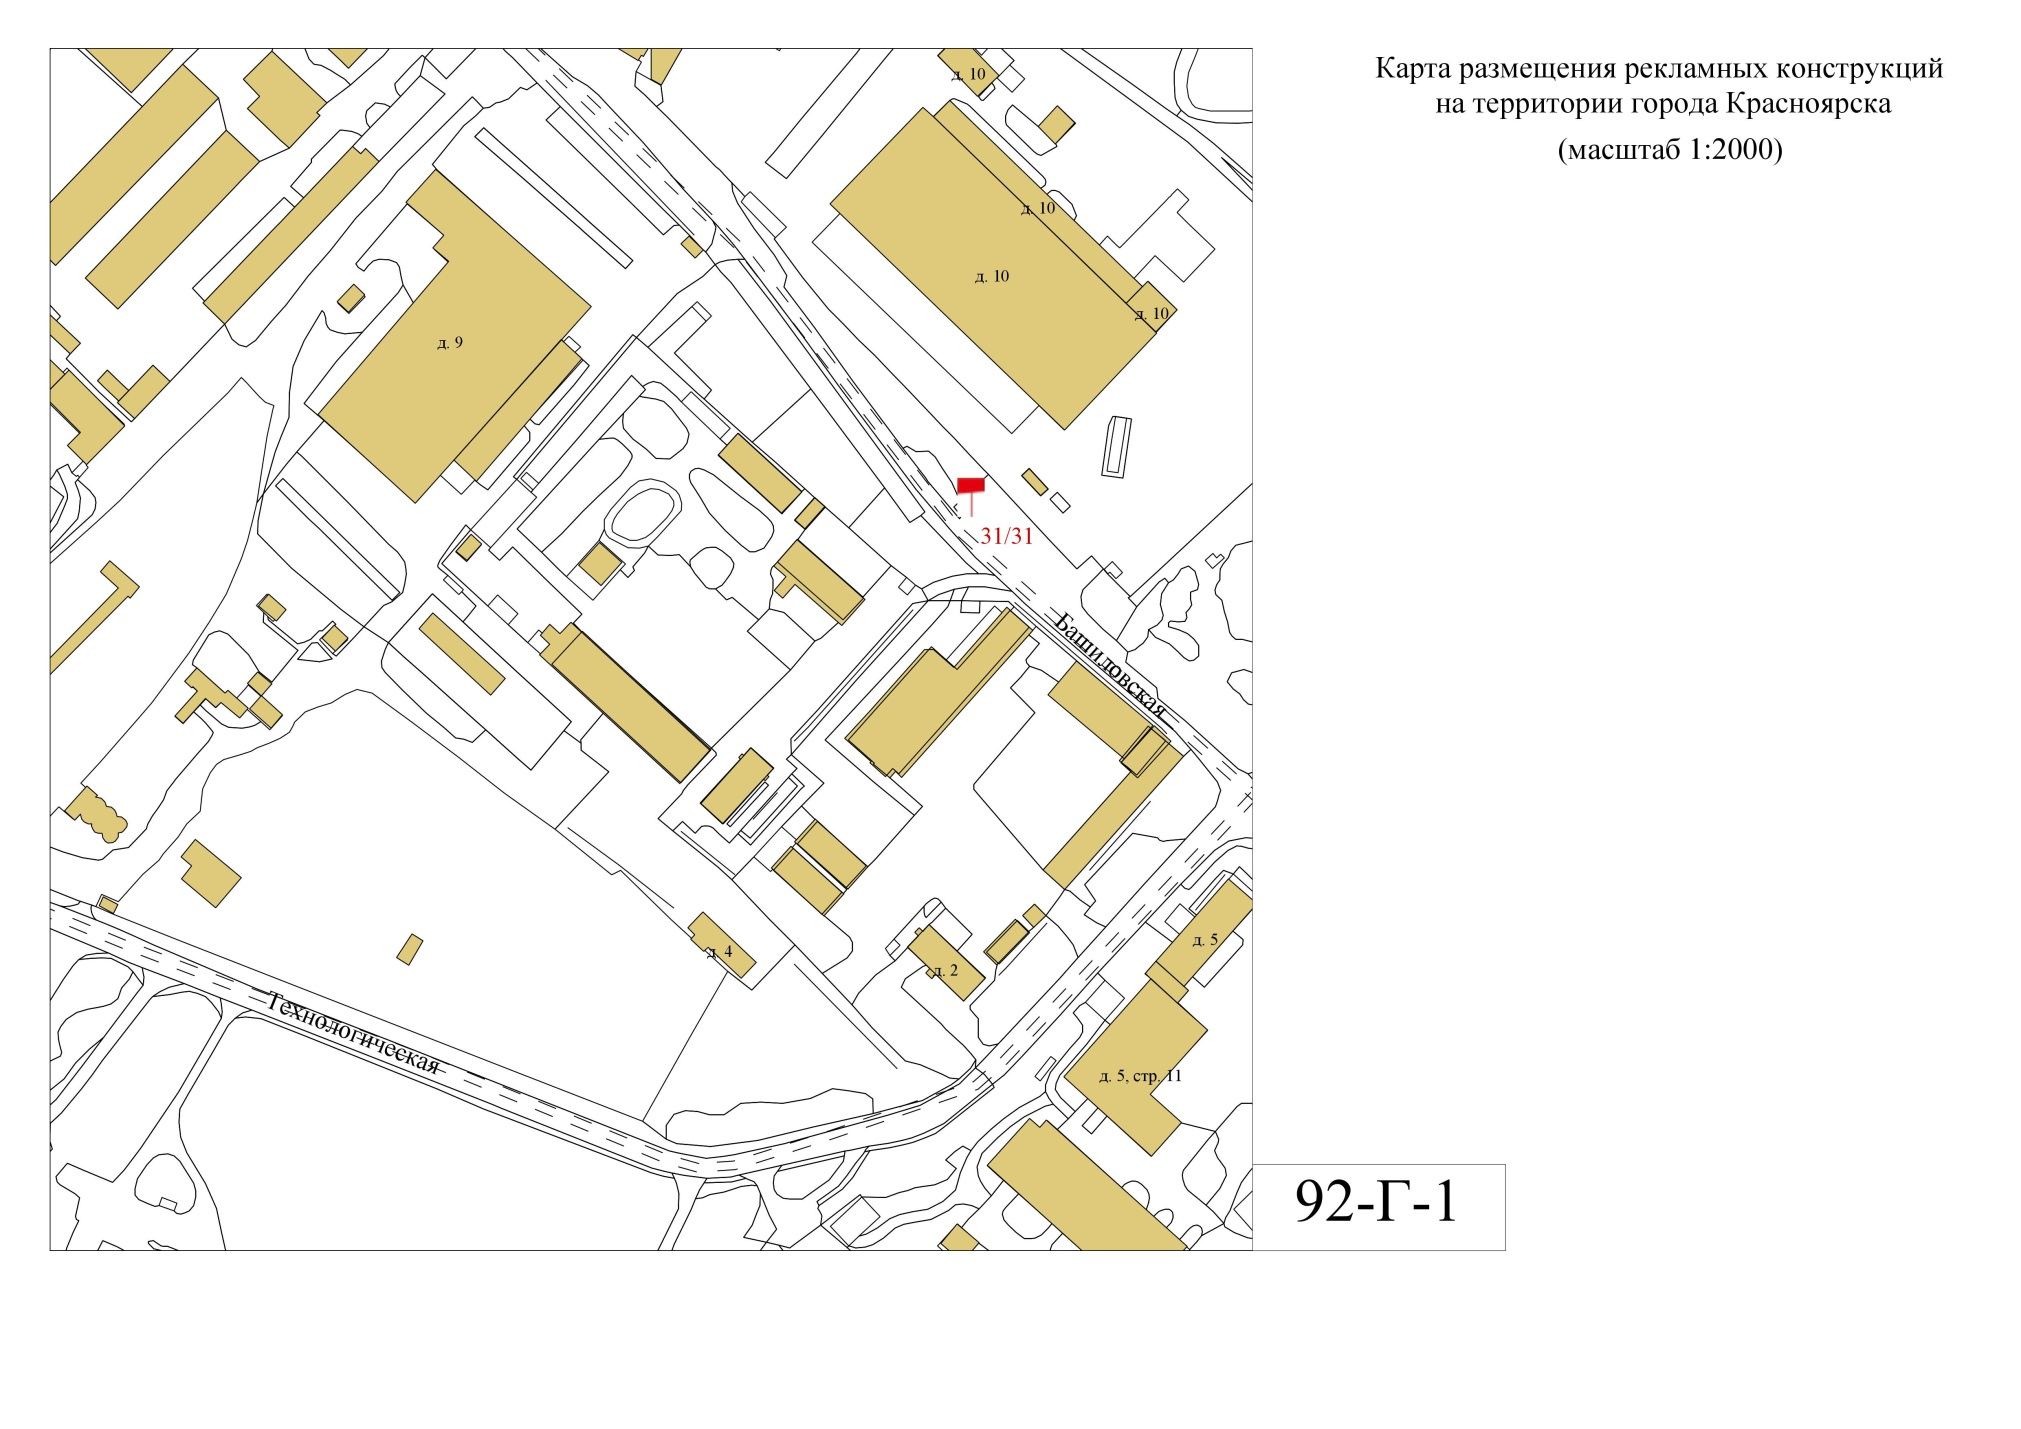 Карта размещения рекламных конструкций
на территории города Красноярска
(масштаб 1:2000)
д. 10
д. 10
д. 10
д. 10
д. 9
31/31
Башиловская
д. 5
д. 4
д. 2
Технологическая
д. 5, стр. 11
92-Г-1